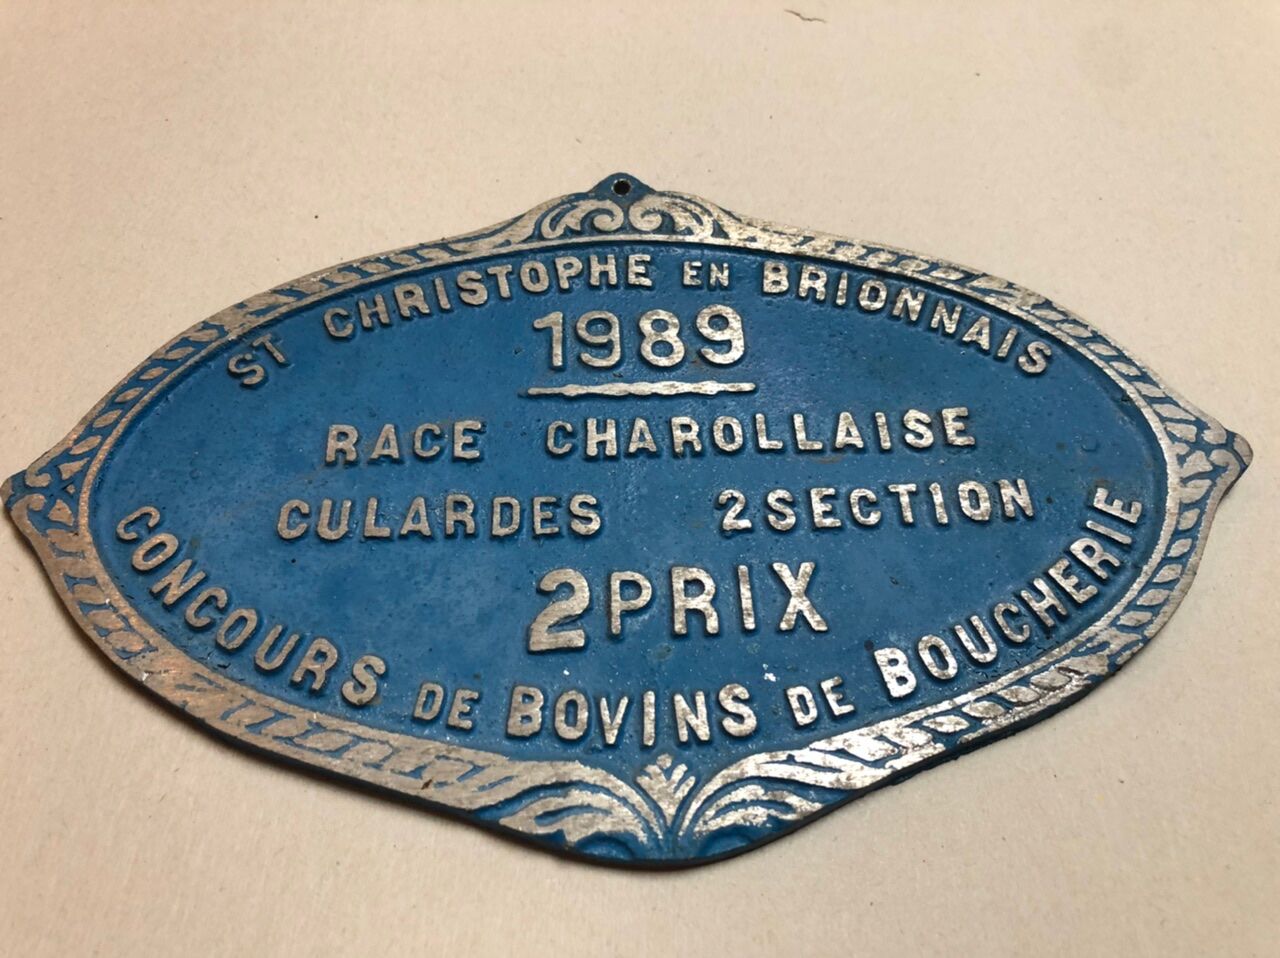 ST CHRISTOPHE EN BRIONNAIS
1989
RACE CHAROLLAISE
CULARDES 2SECTION
2PRIX
CONCOURS DE BOVINS DE BOUCHERIE